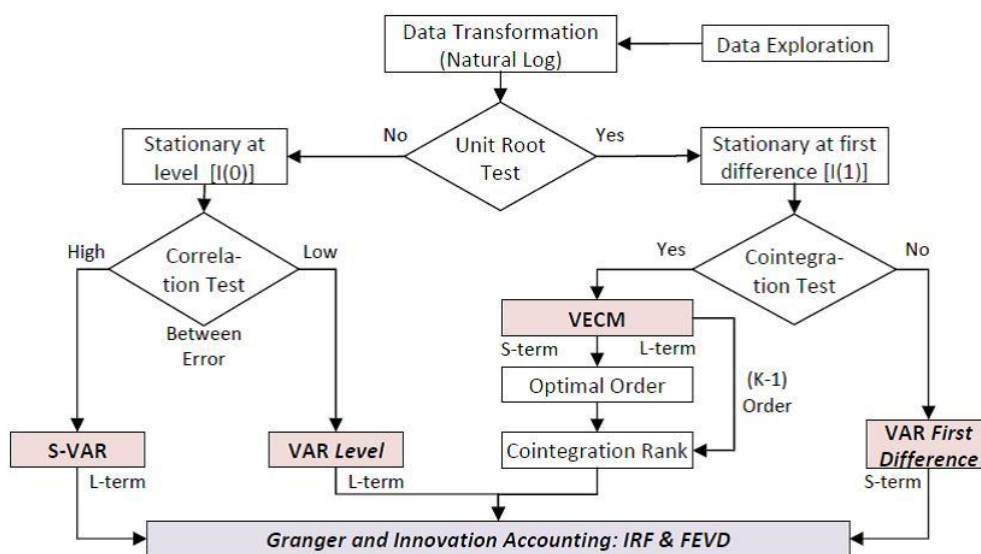 Data Transformation
(Natural Log)
Data Exploration
No
Unit Root
Test
Yes
Stationary at
level [I(0)]
Stationary at first
difference [I(1)]
High
Correla-
tion Test
Low
Between
Error
Yes
Cointegra-
tion Test
No
VECM
S-term
L-term
Optimal Order
(K-1)
Order
Cointegration Rank
S-VAR
L-term
VAR Level
L-term
VAR First
Difference
S-term
Granger and Innovation Accounting: IRF & FEVD